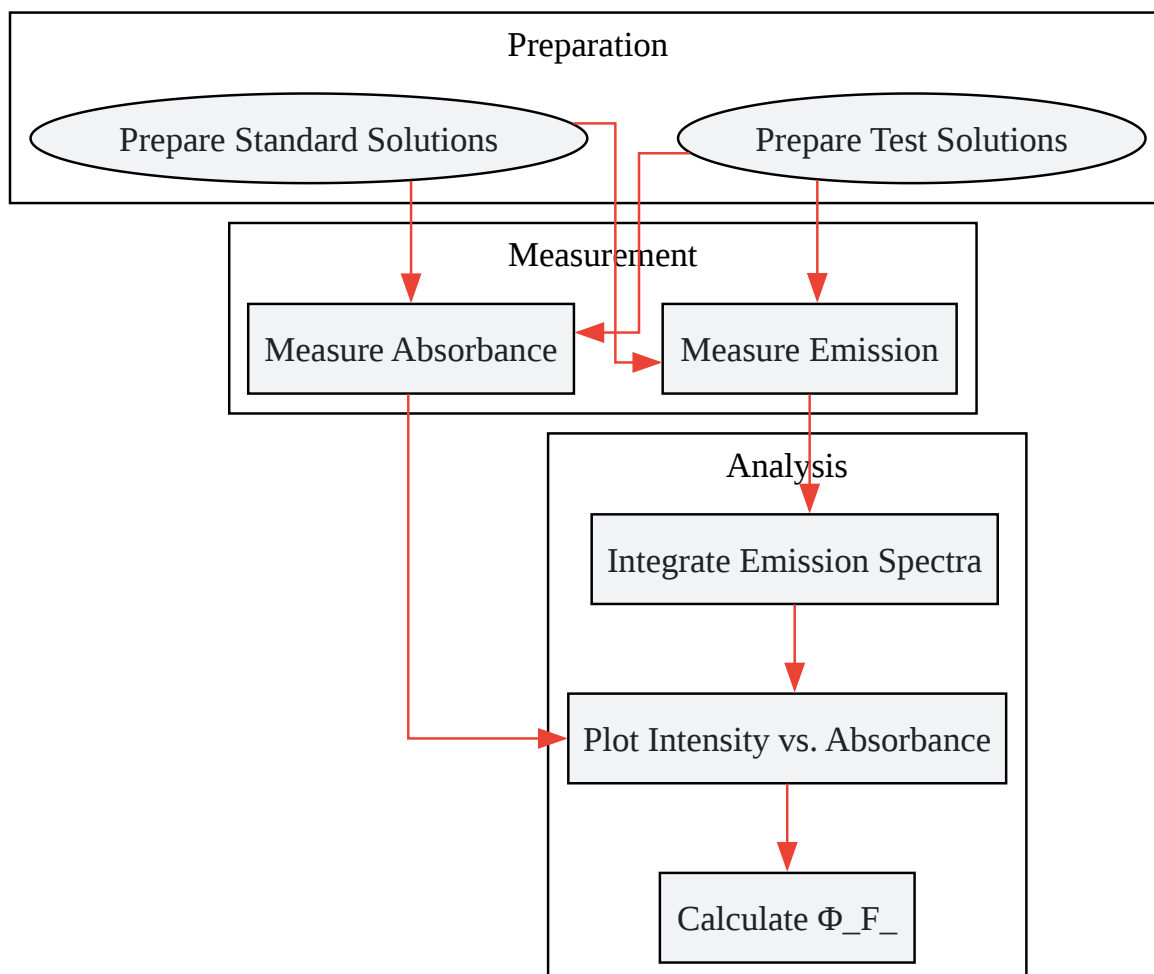 Preparation
Prepare Standard Solutions
Prepare Test Solutions
Measurement
Measure Absorbance
Measure Emission
Analysis
Integrate Emission Spectra
Plot Intensity vs. Absorbance
Calculate Φ_F_